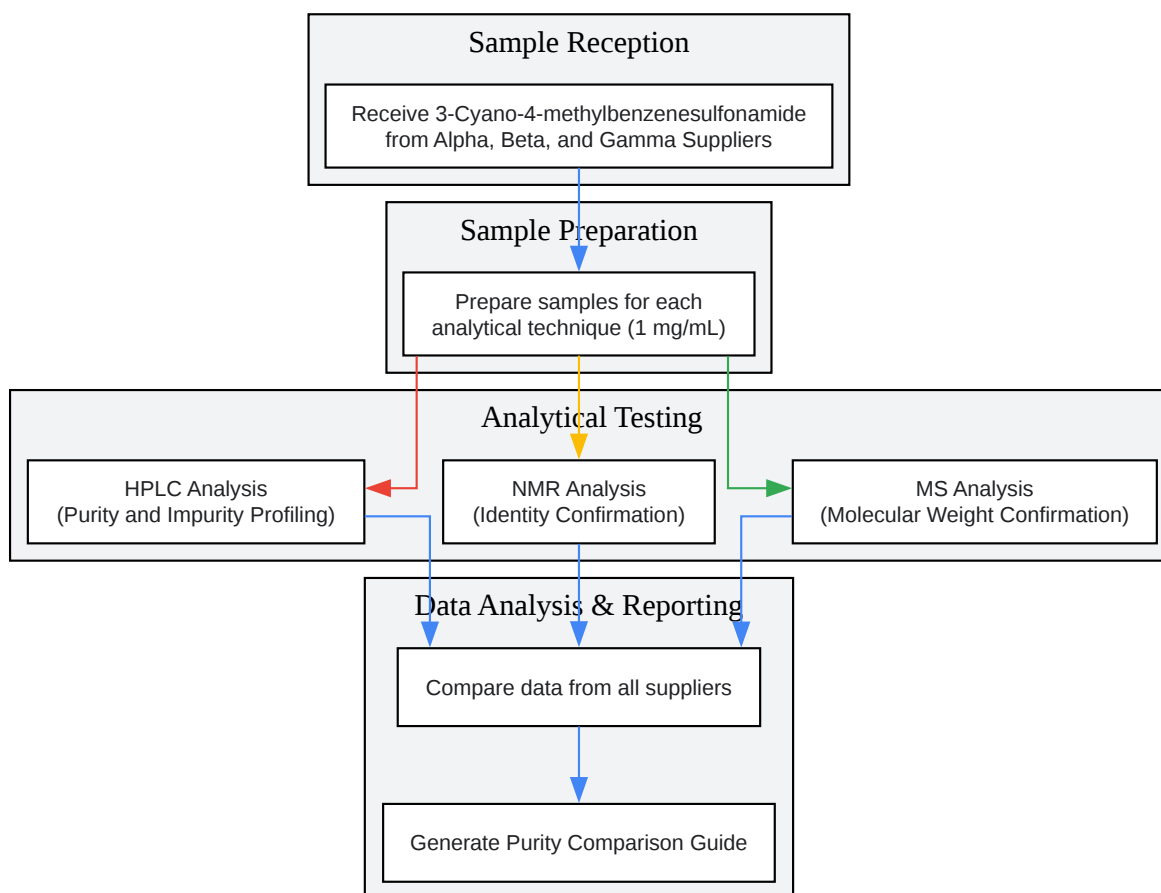 Sample Reception
Receive 3-Cyano-4-methylbenzenesulfonamide
from Alpha, Beta, and Gamma Suppliers
Sample Preparation
Prepare samples for each
analytical technique (1 mg/mL)
Analytical Testing
HPLC Analysis
(Purity and Impurity Profiling)
NMR Analysis
(Identity Confirmation)
MS Analysis
(Molecular Weight Confirmation)
Data Analysis & Reporting
Compare data from all suppliers
Generate Purity Comparison Guide